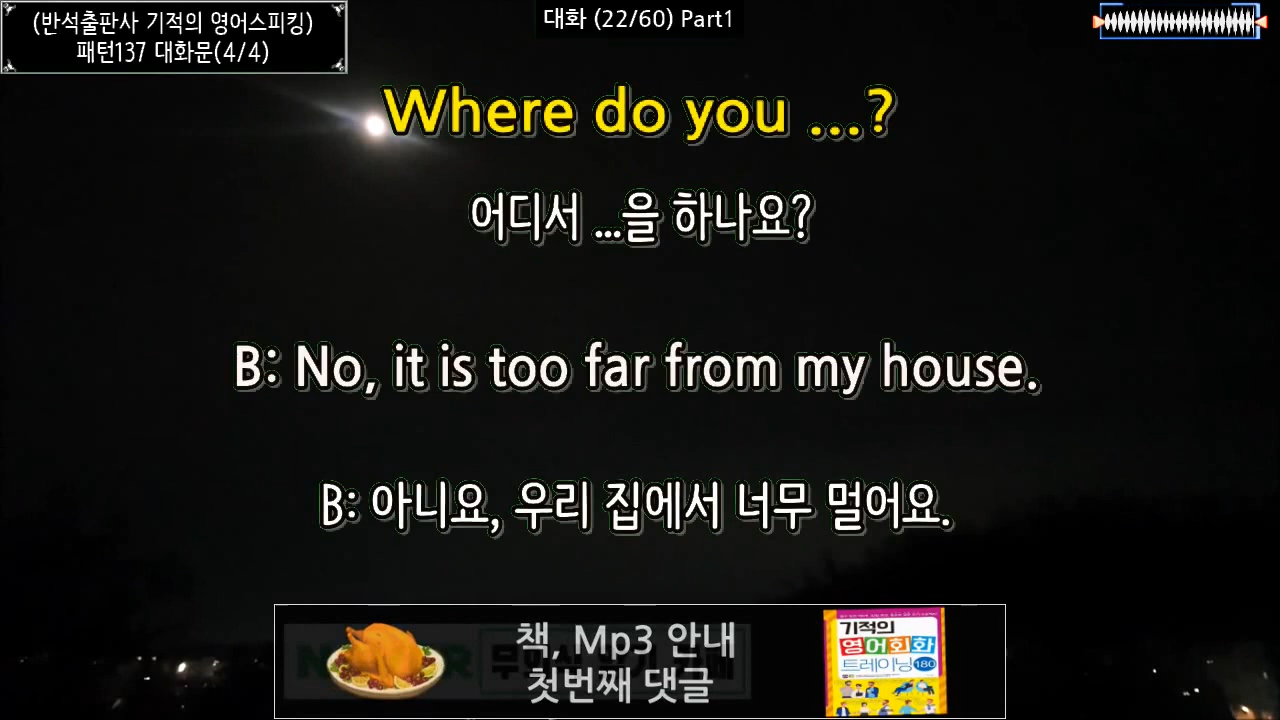 (반석출판사 기적의 영어스피킹)
패턴137 대화문(4/4)
대화 (22/60) Part1
Where do you ...?
어디서 ...을 하나요?
B: No, it is too far from my house.
B: 아니요, 우리 집에서 너무 멀어요.
책, Mp3 안내
첫번째 댓글
기적의
영어회화
트레이닝 180